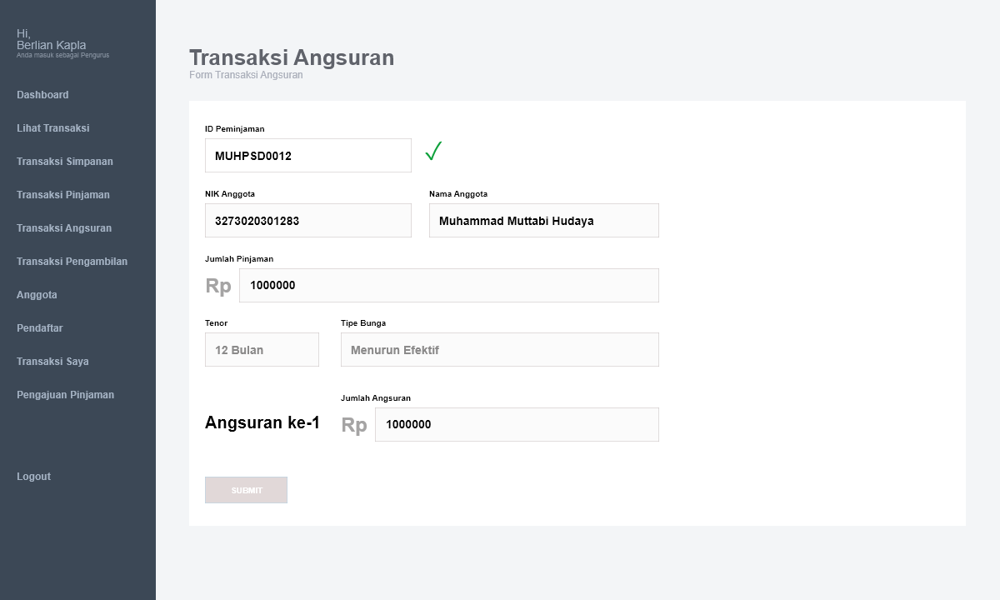 Hi,
Berlian Kapla
Anda masuk sebagai Pengurus
Dashboard
Lihat Transaksi
Transaksi Simpanan
Transaksi Pinjaman
Transaksi Angsuran
Transaksi Pengambilan
Anggota
Pendaftar
Transaksi Saya
Pengajuan Pinjaman
Logout
Transaksi Angsuran
Form Transaksi Angsuran
ID Peminjaman
MUHPSD0012
NIK Anggota
Nama Anggota
3273020301283
Muhammad Muttabi Hudaya
Jumlah Pinjaman
Rp 1000000
Tenor
Tipe Bunga
12 Bulan
Menurun Efektif
Jumlah Angsuran
Angsuran ke-1
Rp 1000000
SUBMIT